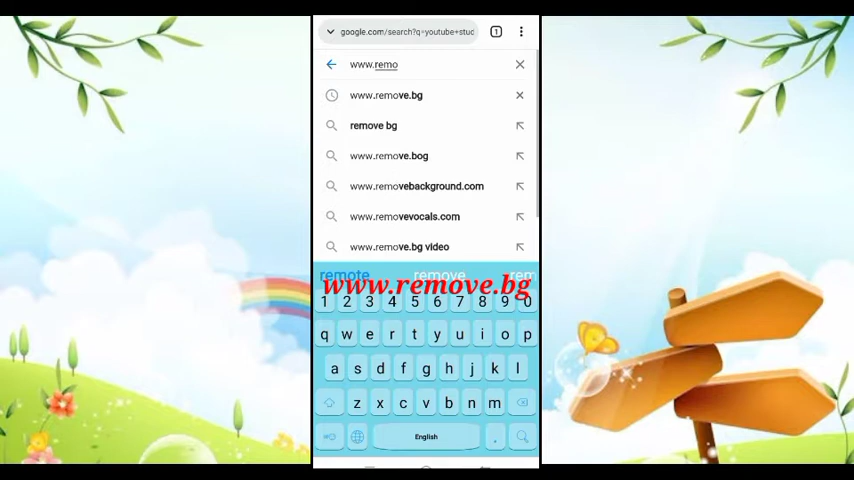 google.com/search?q=youtube+stuc
1
www.remo
www.remove.bg
remove bg
www.remove.bog
www.removebackground.com
www.removevocals.com
www.remove.bg video
remote remove rem
www.remove.bg
1 2 3 4 5 6 7 8 9 0
q w e r t y u i o p
a s d f g h j k l
z x c v b n m
English .